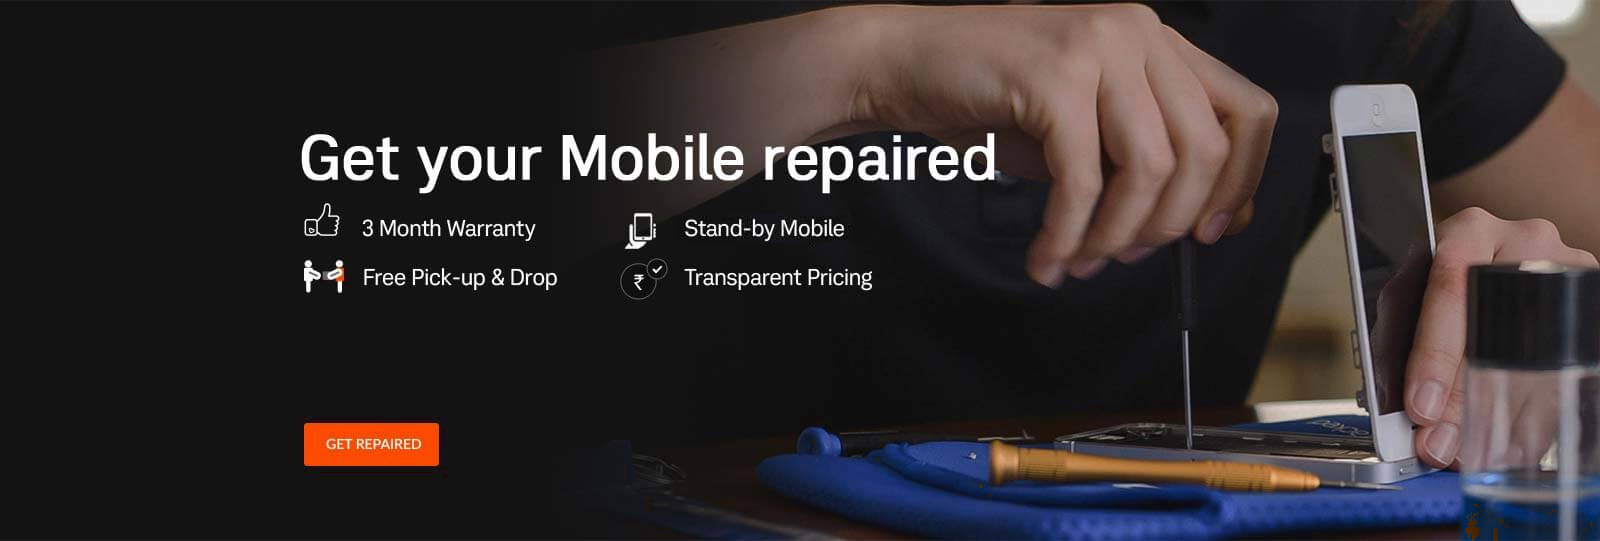 Get your Mobile repaired
3 Month Warranty
Stand-by Mobile
Free Pick-up & Drop
₹
Transparent Pricing
GET REPAIRED